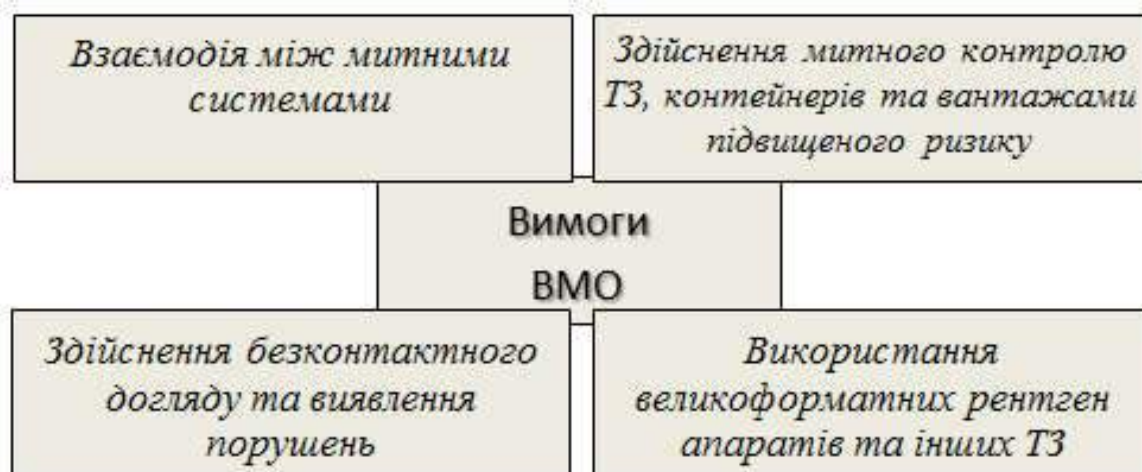 Взаємодія між митними
системами
Здійснення митного контролю
ТЗ, контейнерів та вантажами
підвищеного ризику
Вимоги
ВМО
Здійснення безконтактного
догляду та виявлення
порушень
Використання
великоформатних рентген
апаратів та інших ТЗ